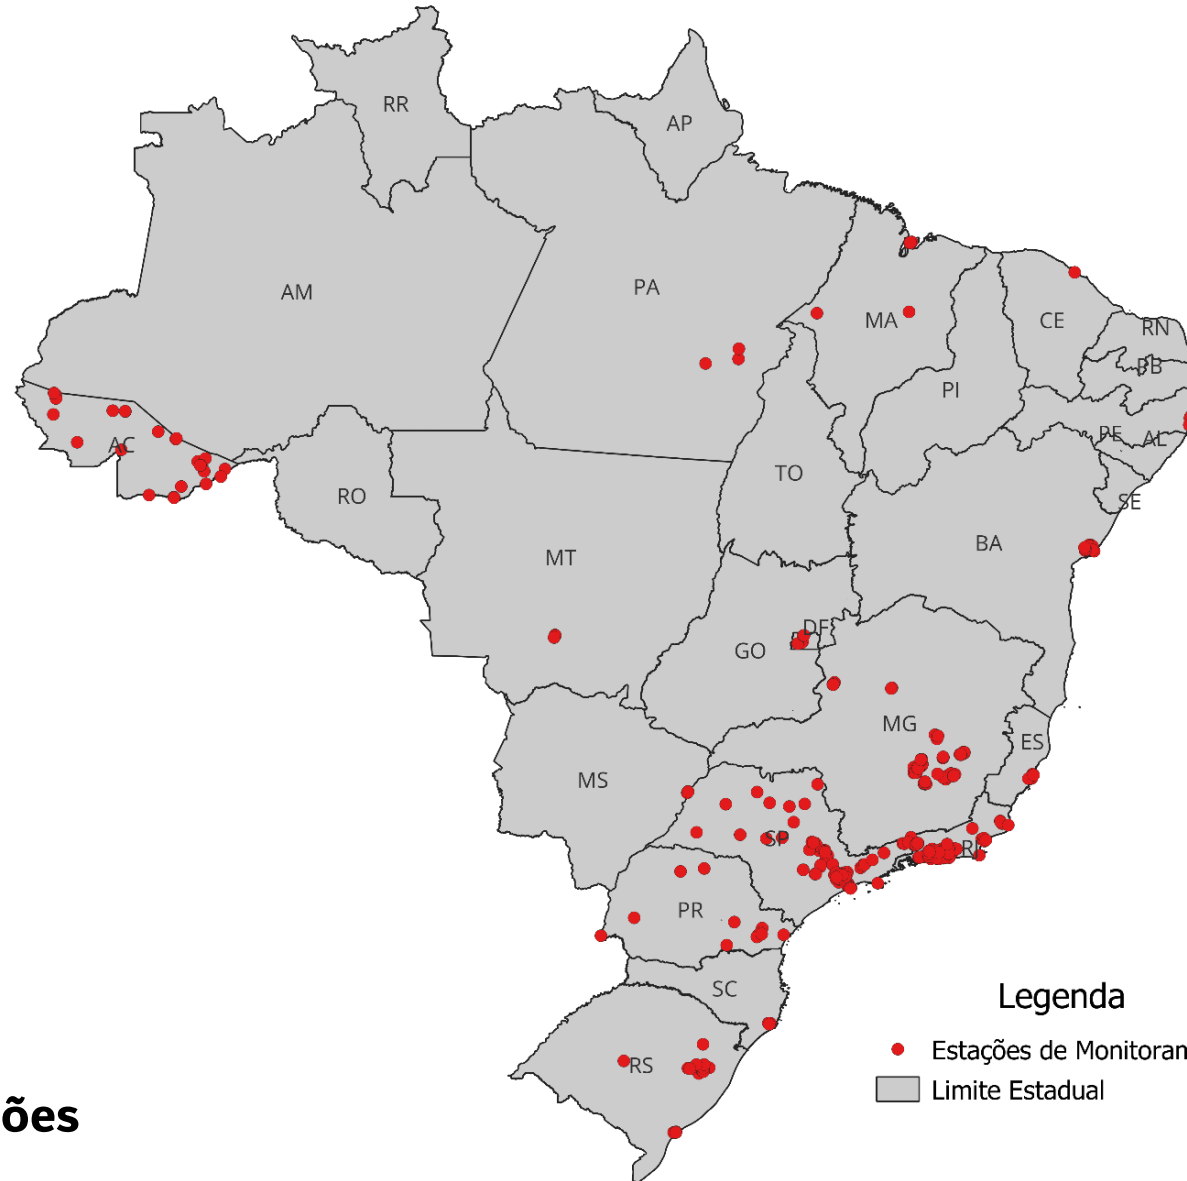 RR
AP
AM
PA
MA
CE
RN
PB
PI
PE
AL
AC
TO
SE
RO
BA
MT
DF
GO
MG
ES
MS
SP
RJ
PR
SC
RS
Legenda
Estações de Monitoram
Limite Estadual
ões